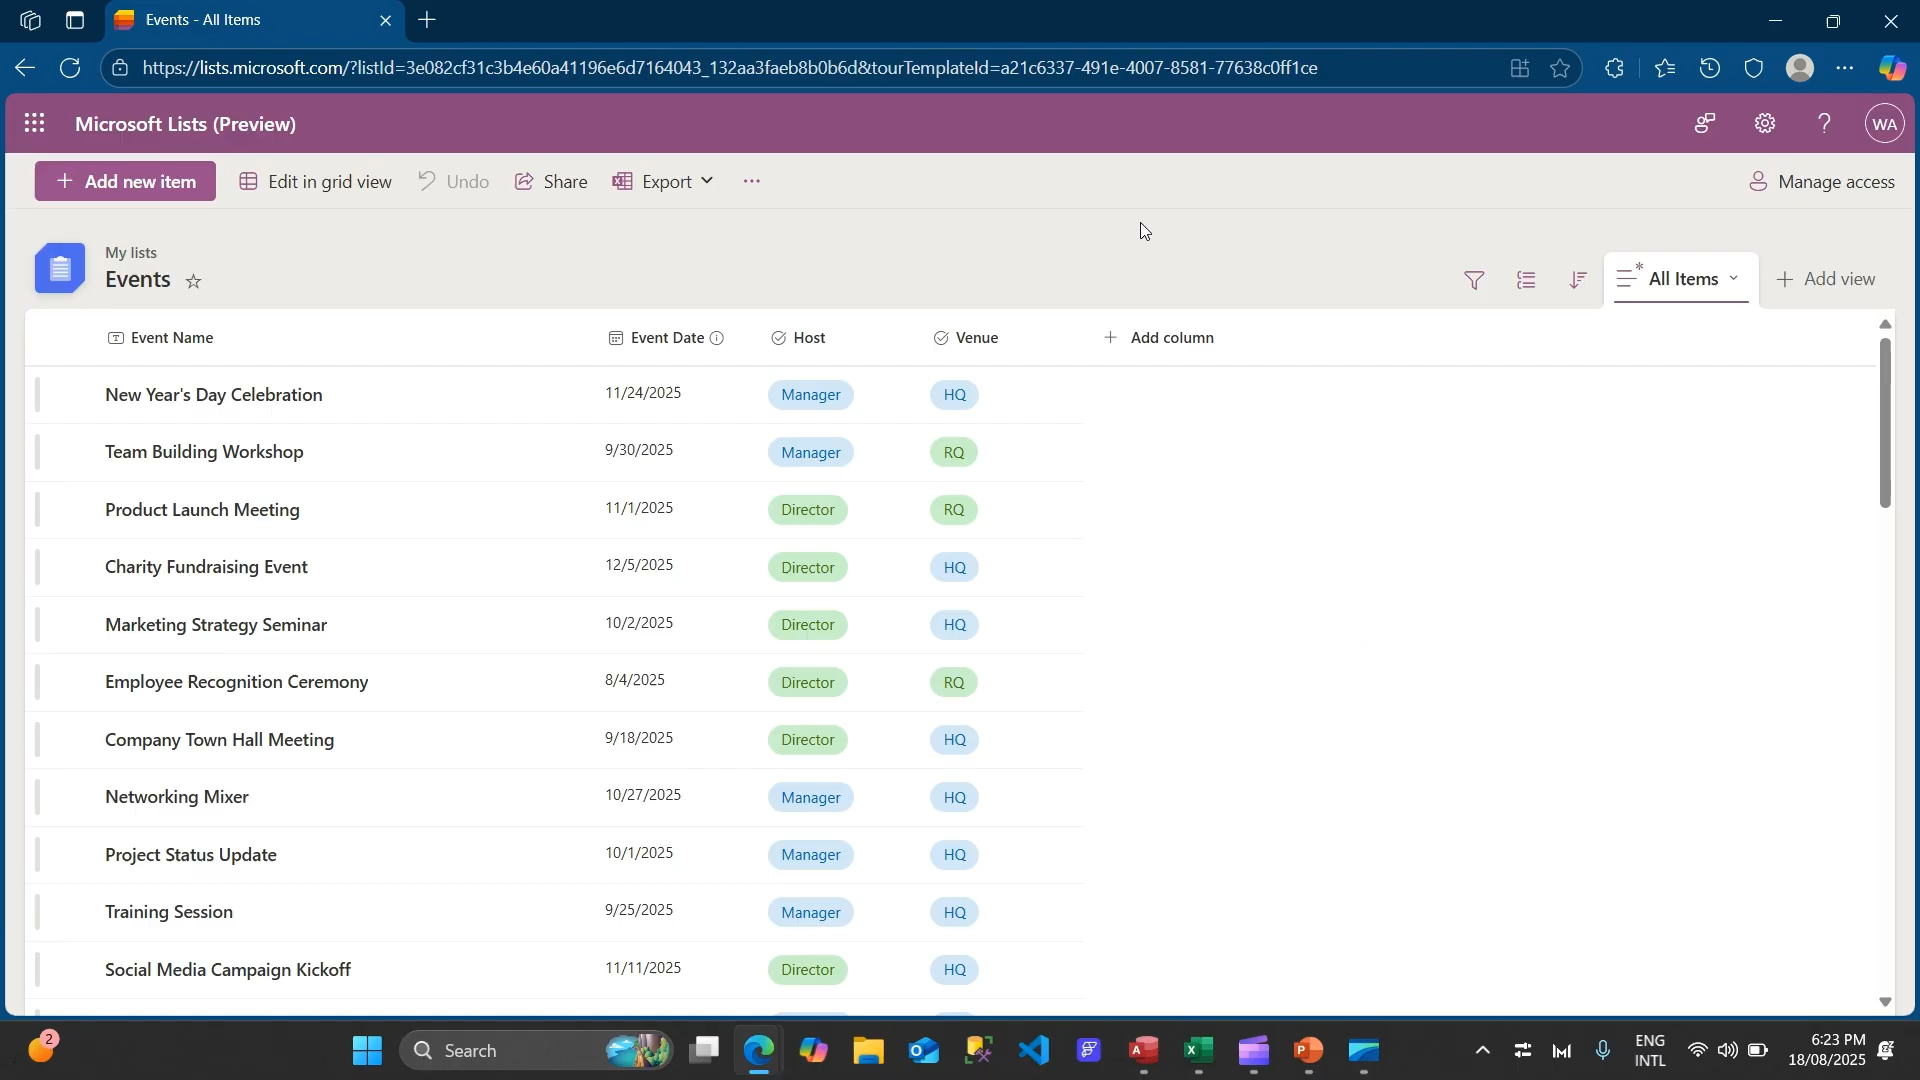 Events - All Items
https://lists.microsoft.com/?listId=3e082cf31c3b4e60a41196e6d7164043_132aa3faeb8b0b6d&tourTemplateId=a21c6337-491e-4007-8581-77638c0ff1ce
Microsoft Lists (Preview)
WA
Add new item
Edit in grid view
Undo
Share
Export
Manage access
My lists
Events
All Items
Add view
Event Name Event Date Host Venue Add column
New Year's Day Celebration 11/24/2025 Manager HQ
Team Building Workshop 9/30/2025 Manager RQ
Product Launch Meeting 11/1/2025 Director RQ
Charity Fundraising Event 12/5/2025 Director HQ
Marketing Strategy Seminar 10/2/2025 Director HQ
Employee Recognition Ceremony 8/4/2025 Director RQ
Company Town Hall Meeting 9/18/2025 Director HQ
Networking Mixer 10/27/2025 Manager HQ
Project Status Update 10/1/2025 Manager HQ
Training Session 9/25/2025 Manager HQ
Social Media Campaign Kickoff 11/11/2025 Director HQ
2
Search
ENG
INTL
6:23 PM
18/08/2025